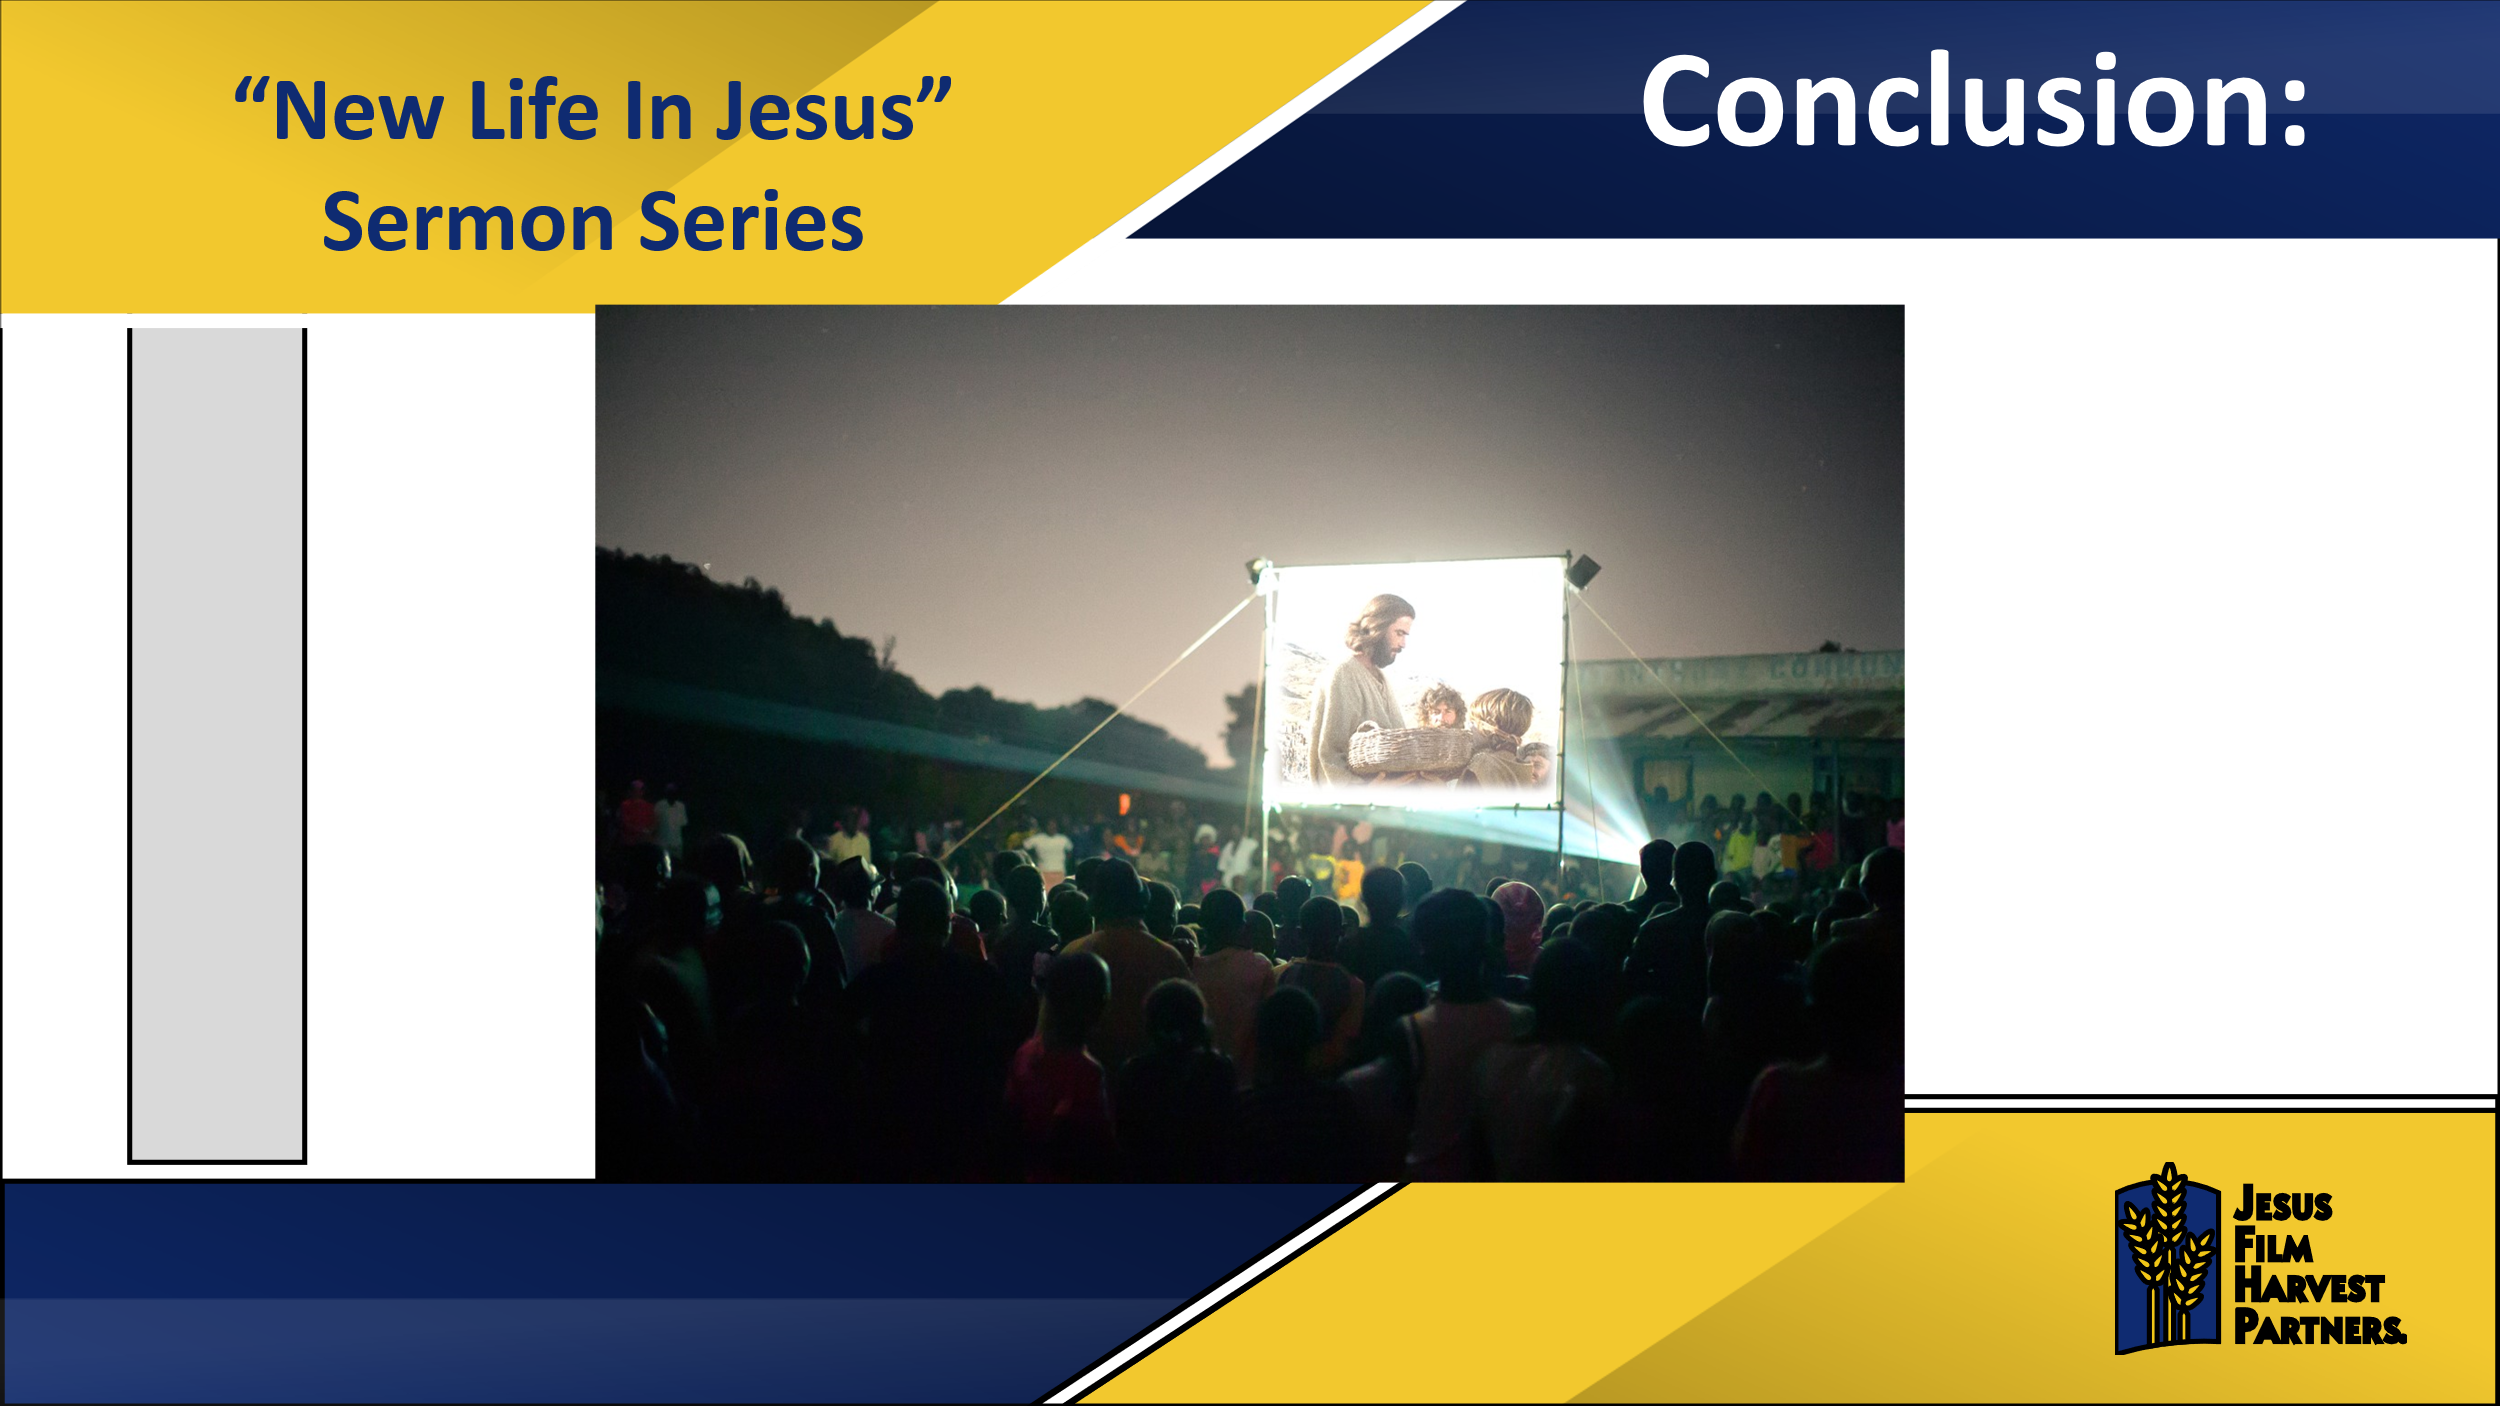 “New Life In Jesus”
Sermon Series
Conclusion:
JESUS
FILM
HARVEST
PARTNERS